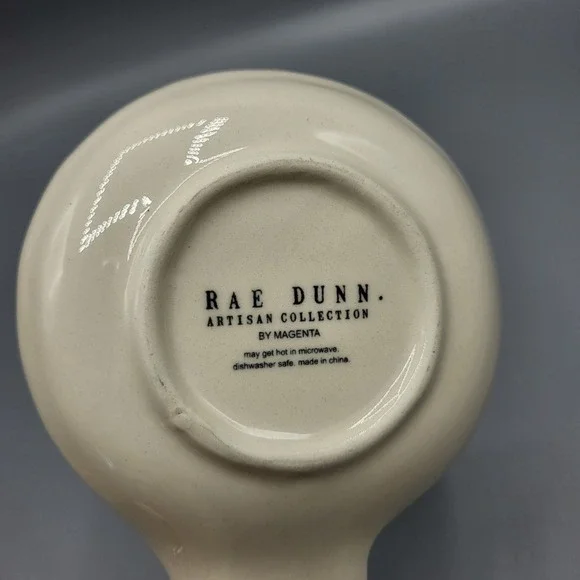 RAE DUNN.
ARTISAN COLLECTION
BY MAGENTA
may get hot in microwave.
dishwasher safe. made in china.